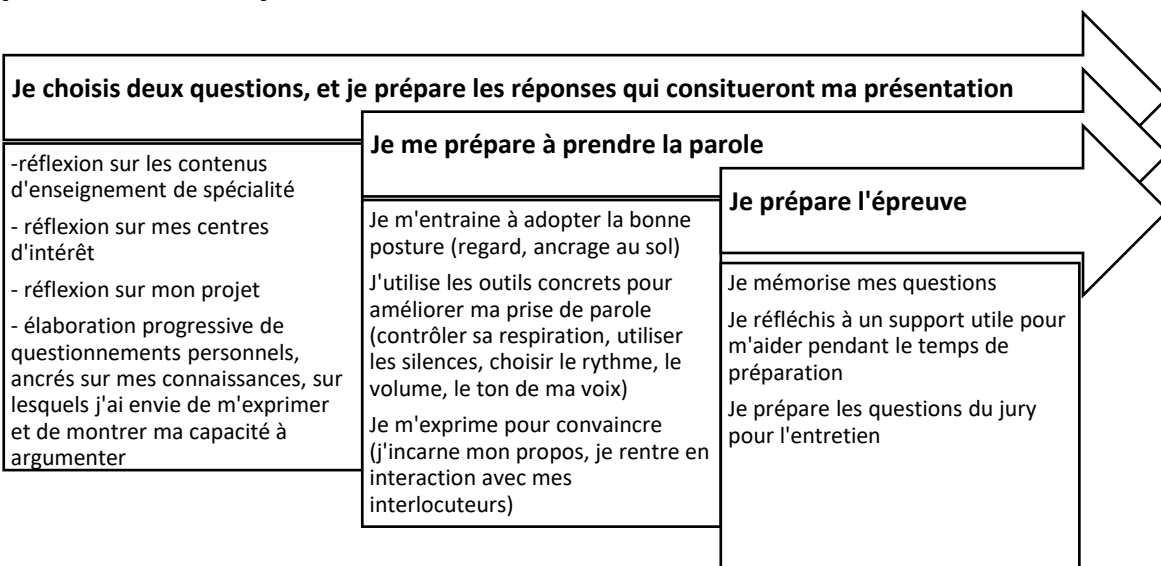 Je choisis deux questions, et je prépare les réponses qui consitueront ma présentation
-réflexion sur les contenus
d'enseignement de spécialité
- réflexion sur mes centres
d'intérêt
- réflexion sur mon projet
- élaboration progressive de
questionnements personnels,
ancrés sur mes connaissances, sur
lesquels j'ai envie de m'exprimer
et de montrer ma capacité à
argumenter
Je me prépare à prendre la parole
Je m'entraine à adopter la bonne
posture (regard, ancrage au sol)
J'utilise les outils concrets pour
améliorer ma prise de parole
(contrôler sa respiration, utiliser
les silences, choisir le rythme, le
volume, le ton de ma voix)
Je m'exprime pour convaincre
(j'incarne mon propos, je rentre en
interaction avec mes
interlocuteurs)
Je prépare l'épreuve
Je mémorise mes questions
Je réfléchis à un support utile pour
m'aider pendant le temps de
préparation
Je prépare les questions du jury
pour l'entretien